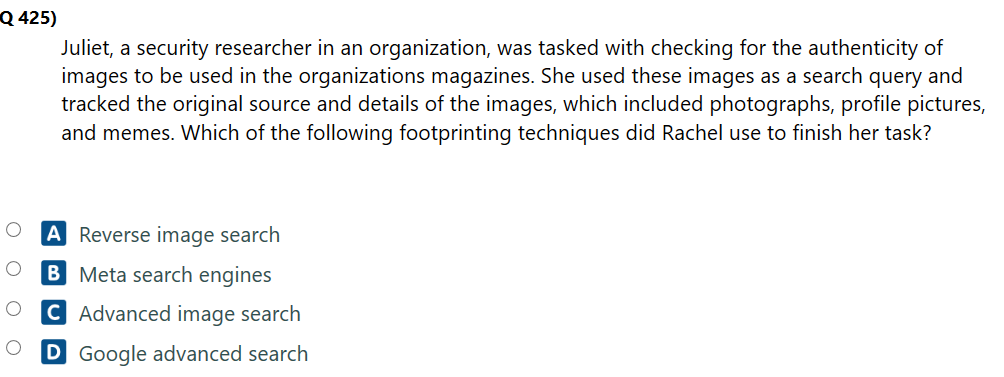 Q 425)
Juliet, a security researcher in an organization, was tasked with checking for the authenticity of
images to be used in the organizations magazines. She used these images as a search query and
tracked the original source and details of the images, which included photographs, profile pictures,
and memes. Which of the following footprinting techniques did Rachel use to finish her task?
A Reverse image search
B Meta search engines
C Advanced image search
D Google advanced search